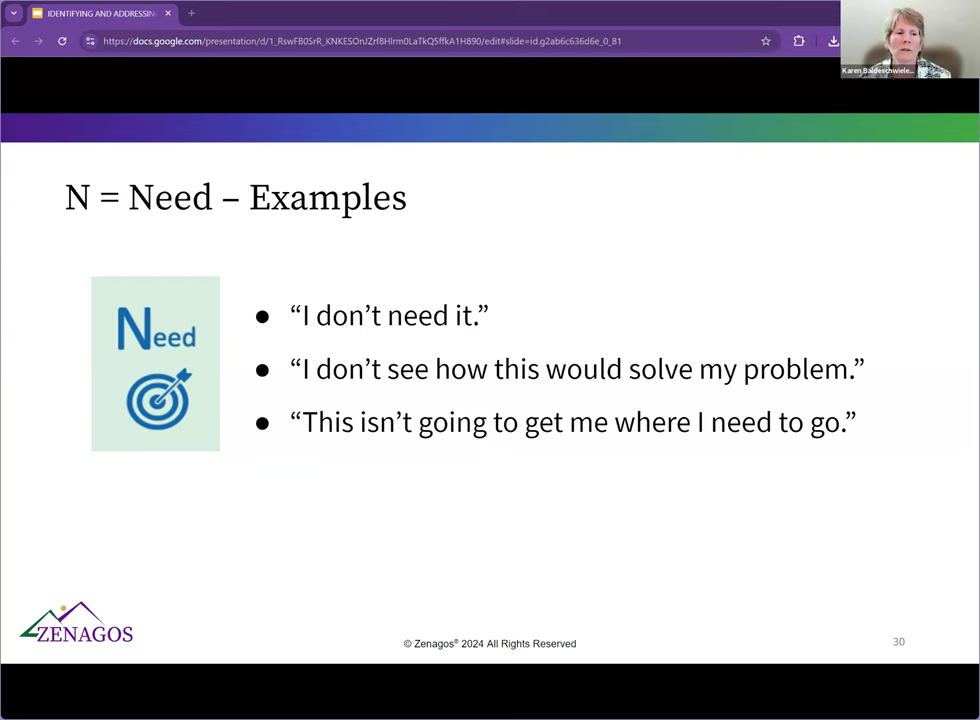 IDENTIFYING AND ADDRESSIN
https://docs.google.com/presentation/d/1_RswFB0SrR_KNKESOnJZrf8Hlrm0LaTkQ5ffkA1H890/edit#slide=id.g2ab6c636d6e_0_81
Karen Baldeschwiele...
N = Need – Examples
Need
● “I don’t need it.”
● “I don’t see how this would solve my problem.”
● “This isn’t going to get me where I need to go.”
ZENAGOS
© Zenagos® 2024 All Rights Reserved
30